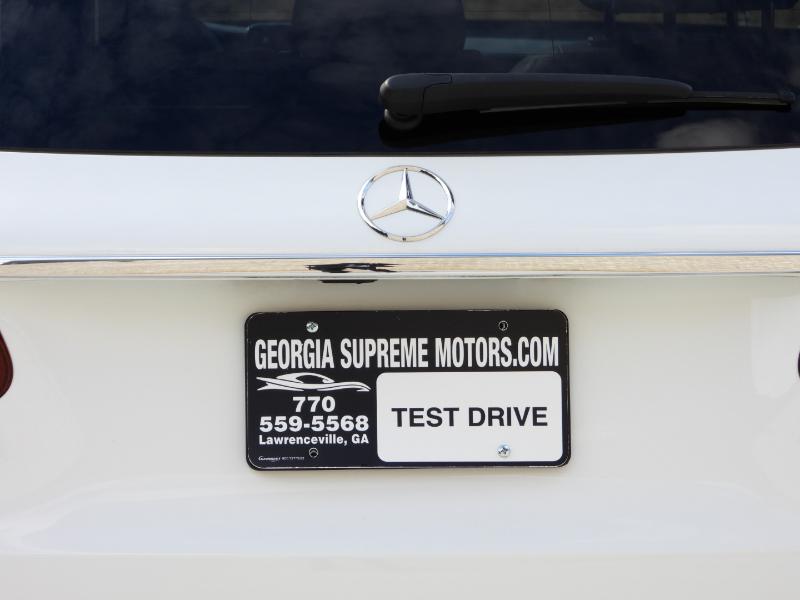 GEORGIA SUPREME MOTORS.COM
770
559-5568
Lawrenceville, GA
TEST DRIVE